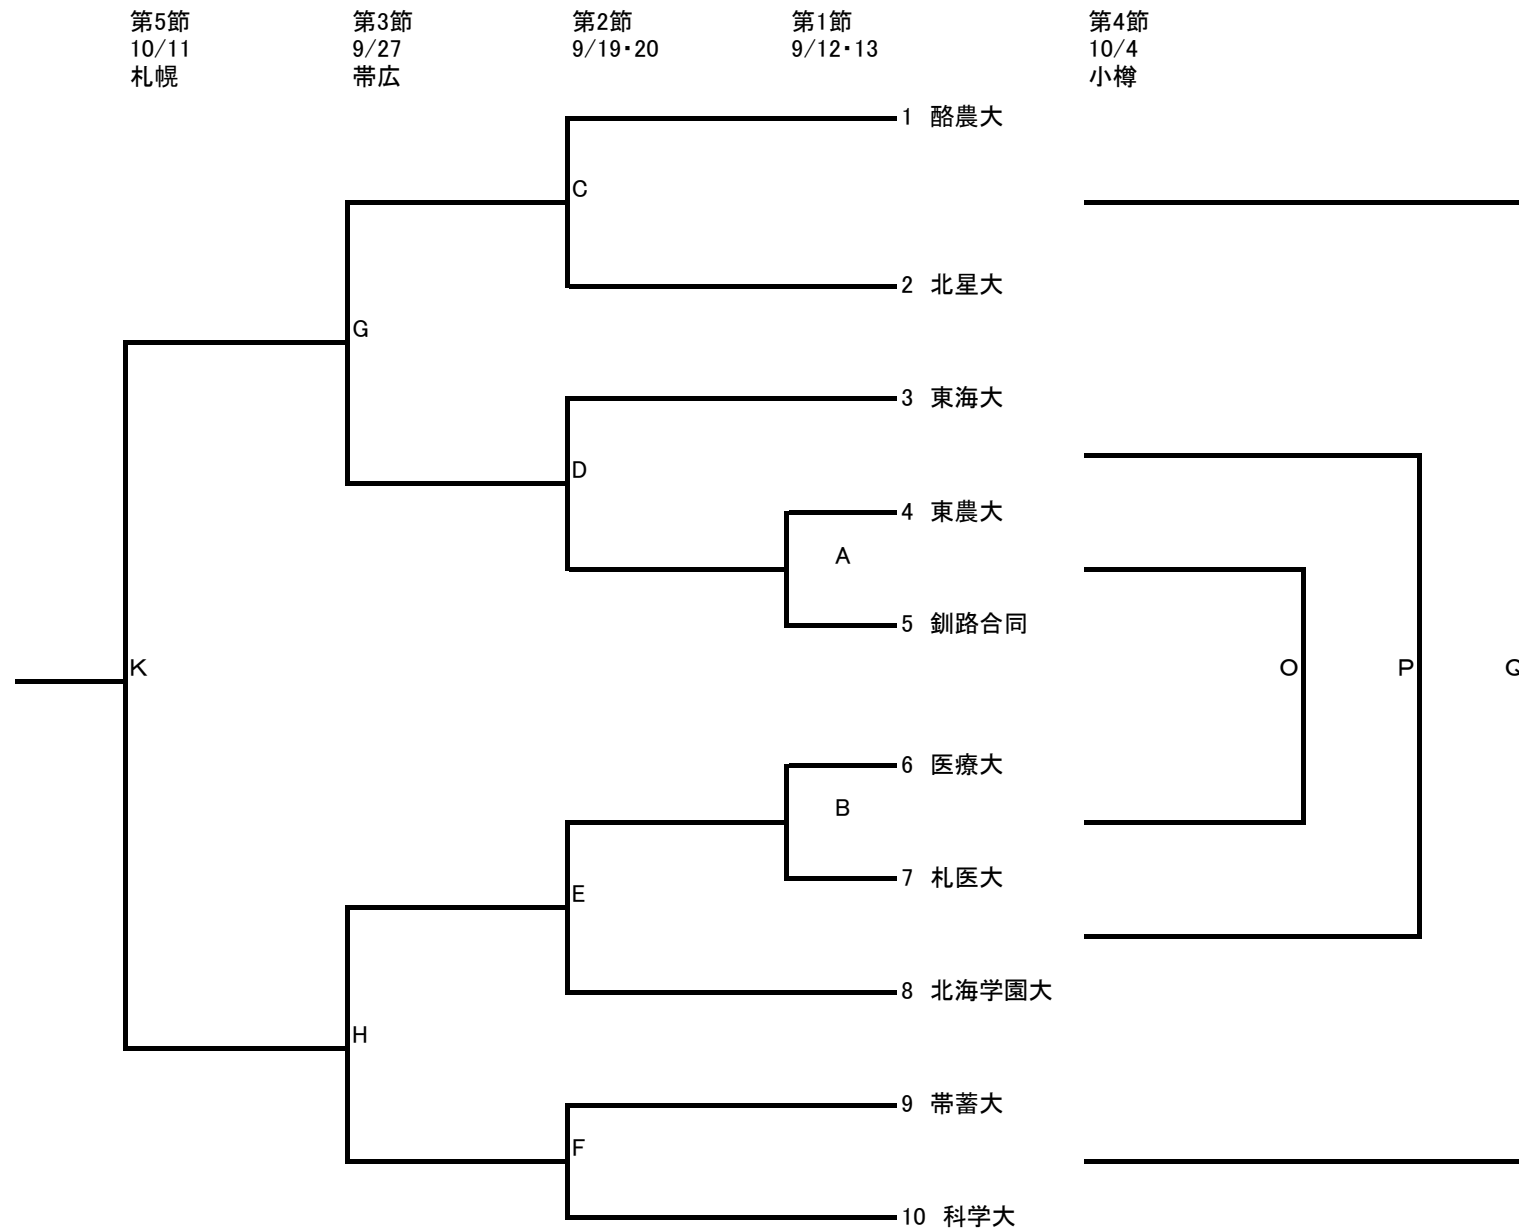 第5節
10/11
札幌
第3節
9/27
帯広
第2節
9/19・20
第1節
9/12・13
第4節
10/4
小樽
1 酪農大
C
2 北星大
G
3 東海大
D
4 東農大
A
5 釧路合同
K
O
P
Q
6 医療大
B
7 札医大
E
8 北海学園大
H
9 帯蓄大
F
10 科学大